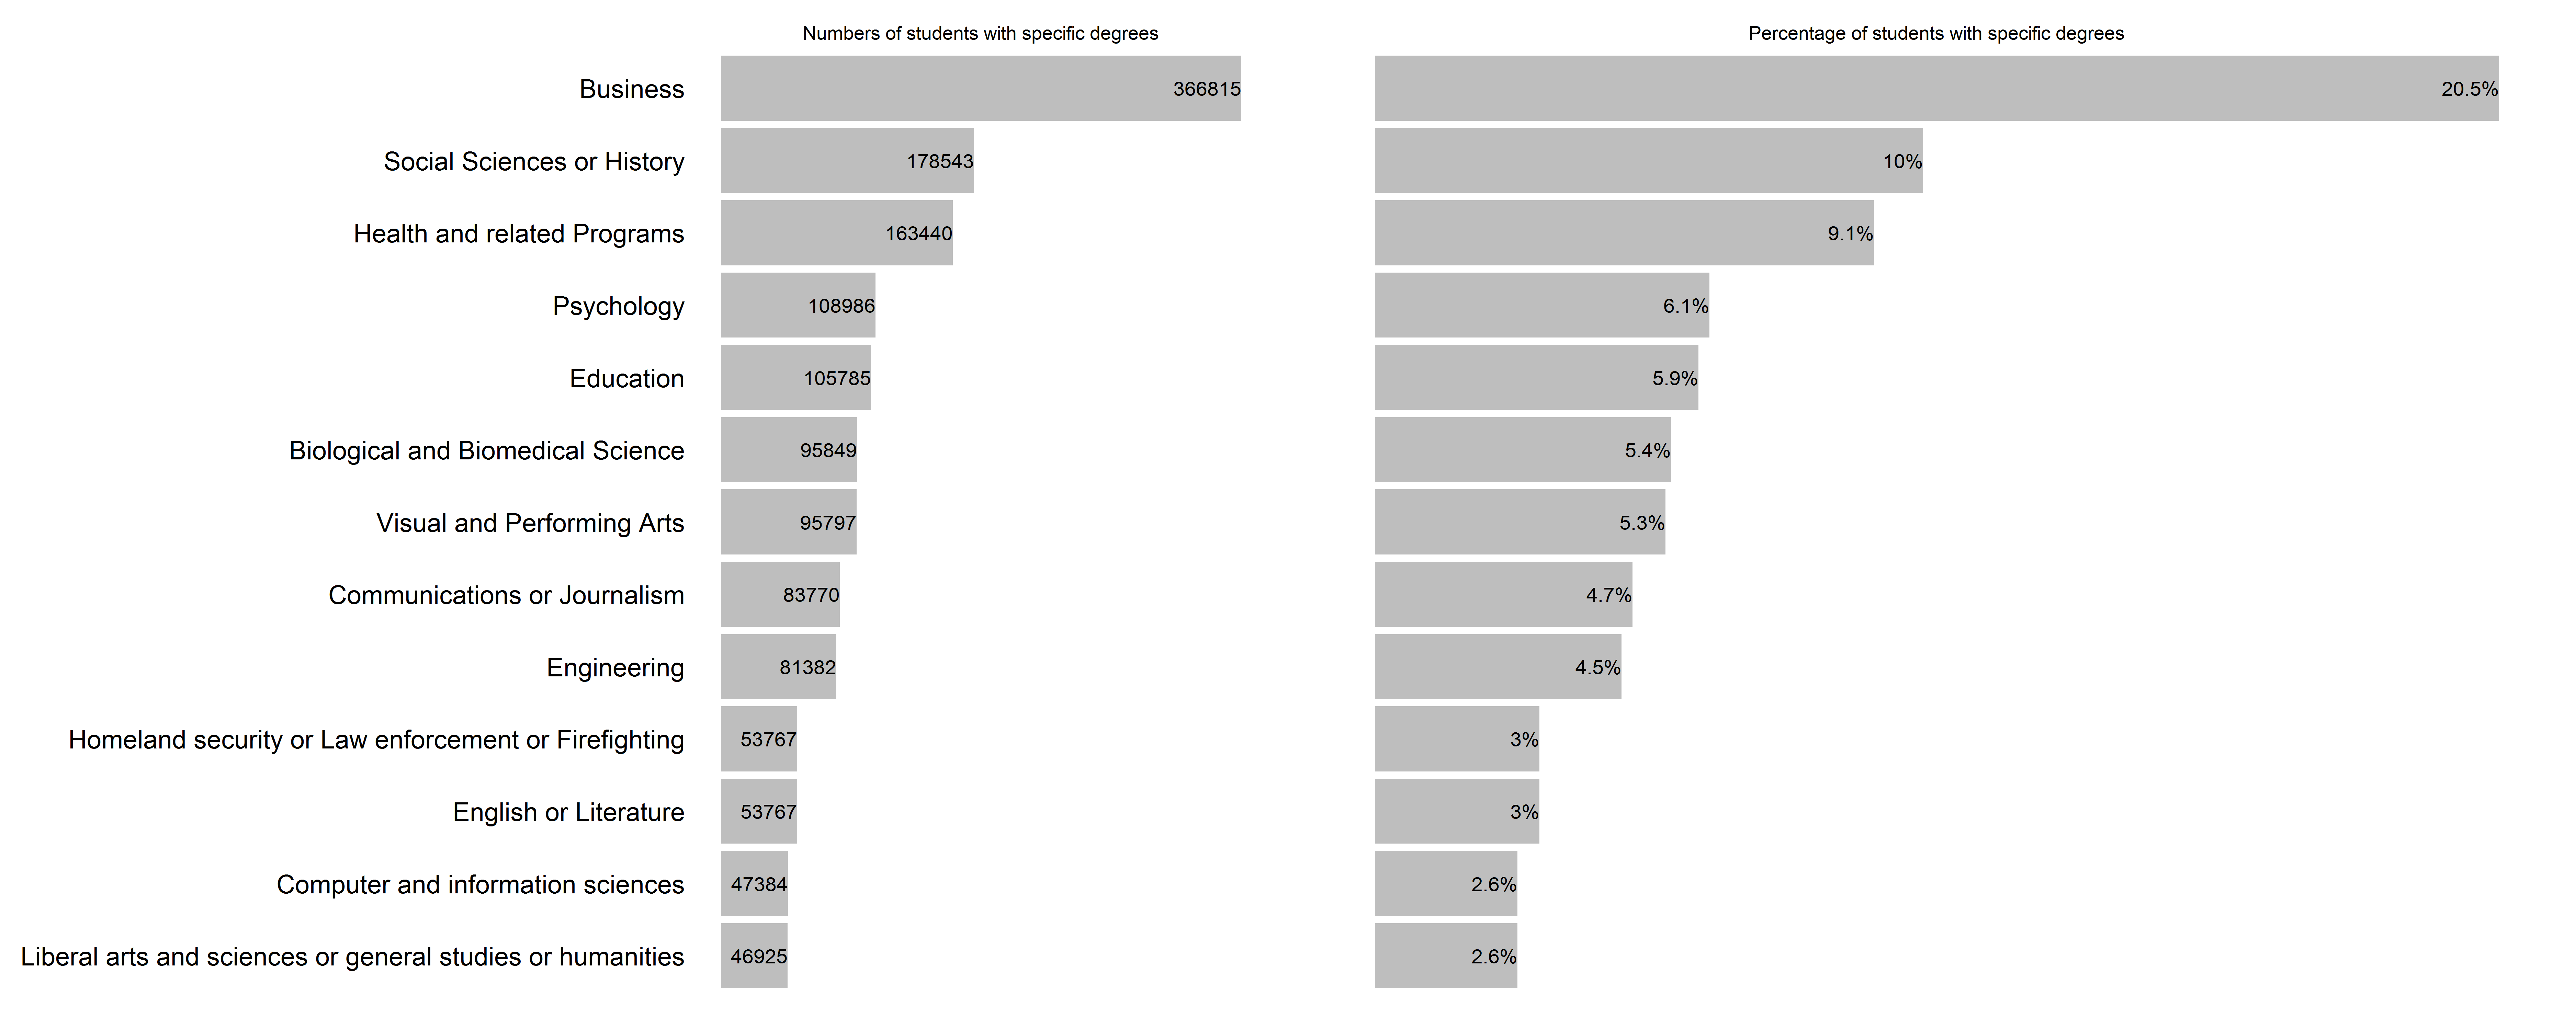 Numbers of students with specific degrees
Percentage of students with specific degrees
Business 366815 20.5%
Social Sciences or History 178543 10%
Health and related Programs 163440 9.1%
Psychology 108986 6.1%
Education 105785 5.9%
Biological and Biomedical Science 95849 5.4%
Visual and Performing Arts 95797 5.3%
Communications or Journalism 83770 4.7%
Engineering 81382 4.5%
Homeland security or Law enforcement or Firefighting 53767 3%
English or Literature 53767 3%
Computer and information sciences 47384 2.6%
Liberal arts and sciences or general studies or humanities 46925 2.6%